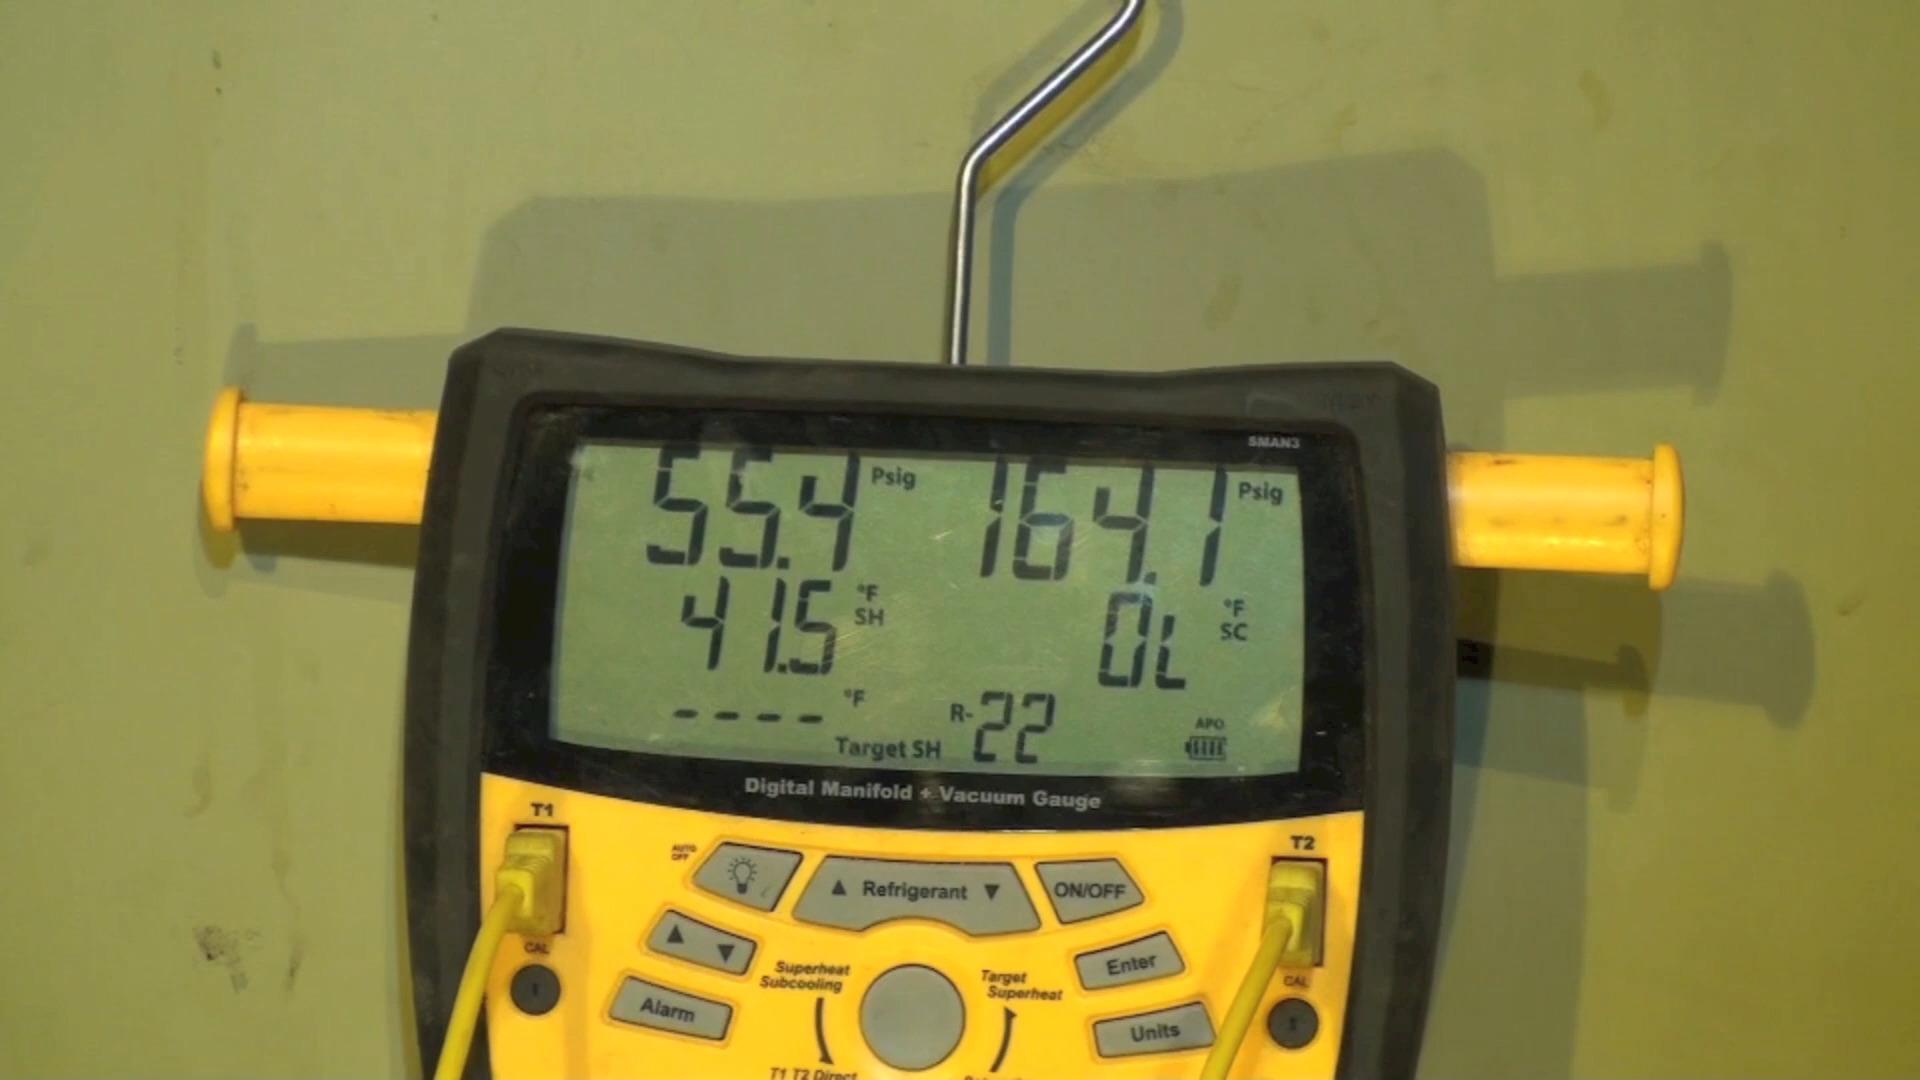 SMAN3
55.4 Psig 164.1 Psig
41.5 °F SH 0L °F SC
---- °F
Target SH R-22 APO
Digital Manifold + Vacuum Gauge
T1 T2
AUTO OFF
▲ Refrigerant ▼
ON/OFF
▲ ▼
Enter
CAL CAL
Superheat
Subcooling
Target
Superheat
Alarm
Units
T1 T2 Direct